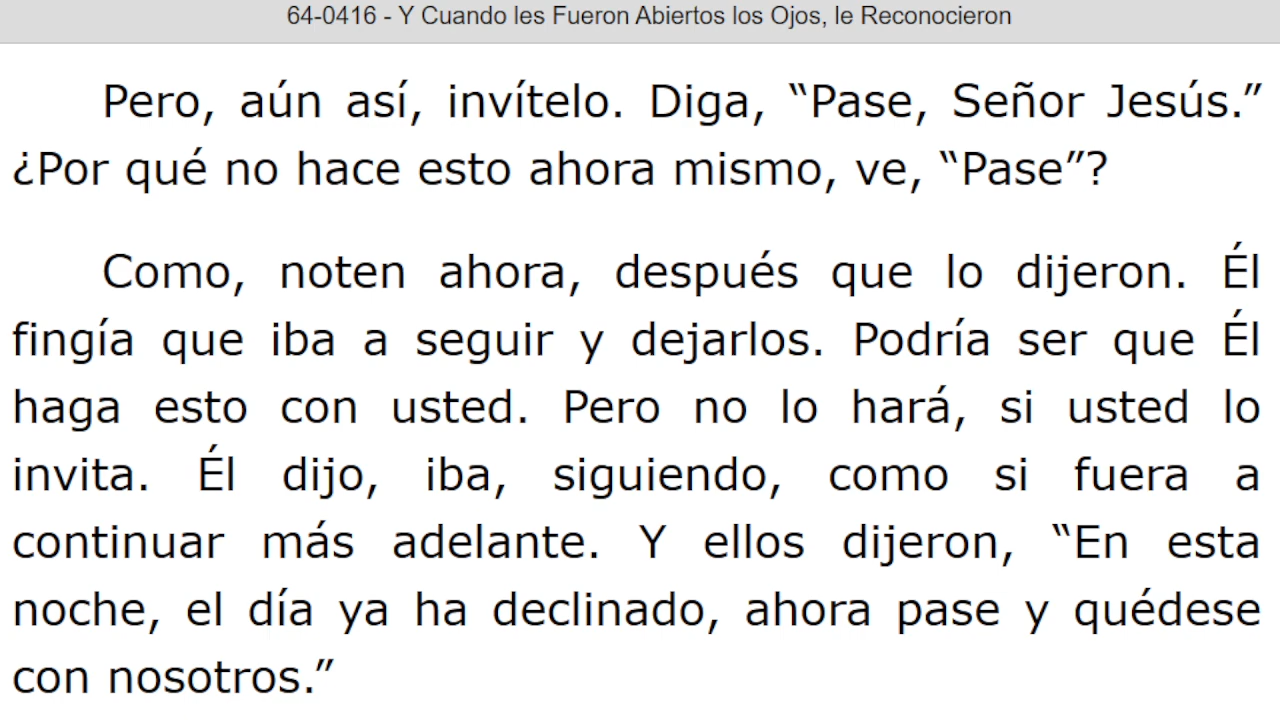 64-0416 - Y Cuando les Fueron Abiertos los Ojos, le Reconocieron
Pero, aún así, invítelo. Diga, “Pase, Señor Jesús.”
¿Por qué no hace esto ahora mismo, ve, “Pase”?
Como, noten ahora, después que lo dijeron. Él
fingía que iba a seguir y dejarlos. Podría ser que Él
haga esto con usted. Pero no lo hará, si usted lo
invita. Él dijo, iba, siguiendo, como si fuera a
continuar más adelante. Y ellos dijeron, “En esta
noche, el día ya ha declinado, ahora pase y quédese
con nosotros.”